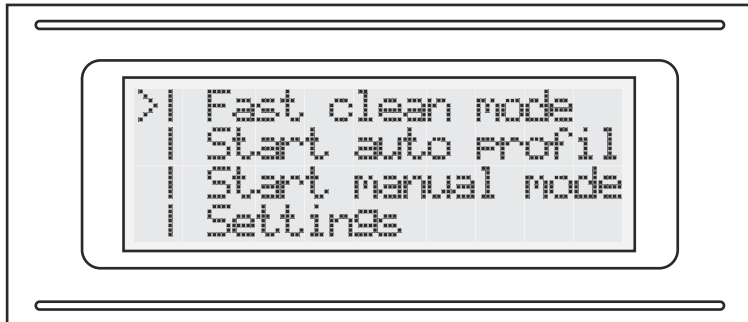 >| Fast clean mode
| Start auto profil
| Start manual mode
| Settings